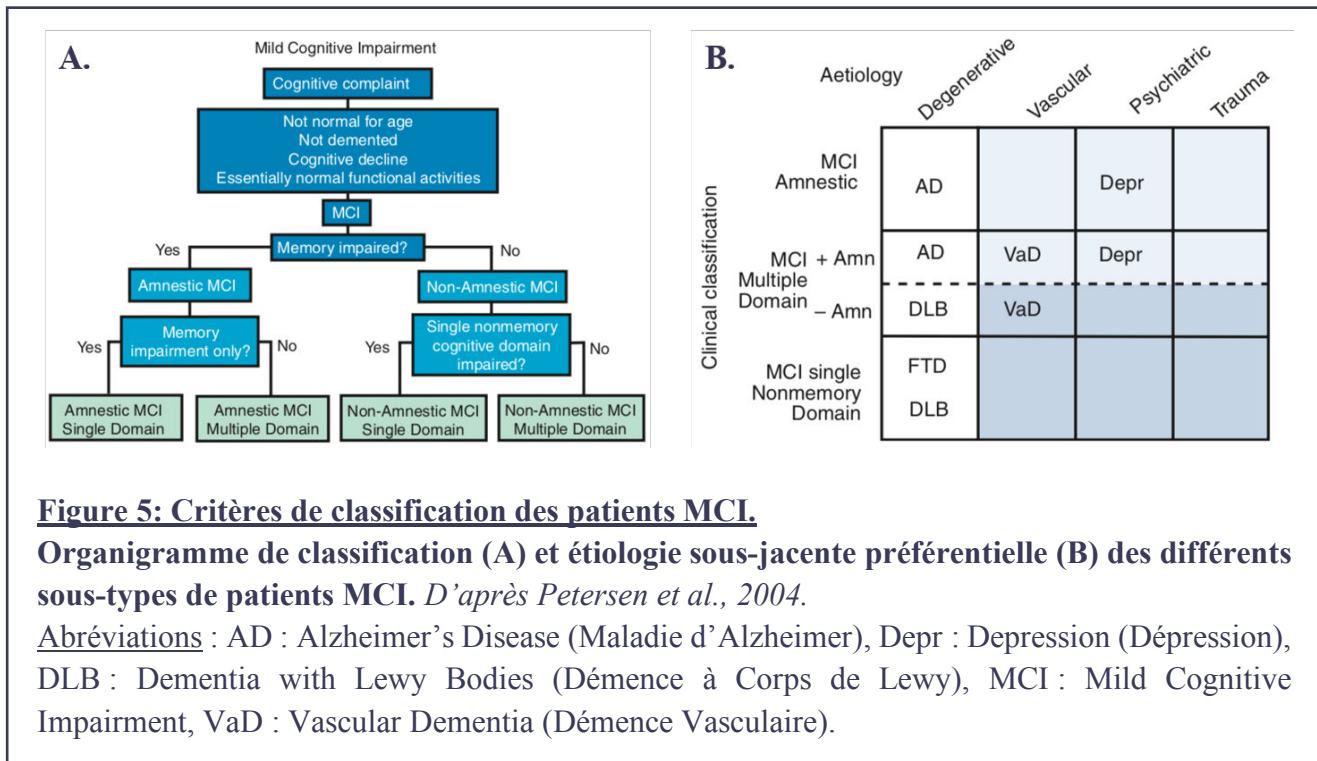 A.
Mild Cognitive Impairment
Cognitive complaint
Not normal for age
Not demented
Cognitive decline
Essentially normal functional activities
MCI
Yes
Memory impaired?
No
Amnestic MCI
Non-Amnestic MCI
Yes
Memory
impairment only?
No
Yes
Single nonmemory
cognitive domain
impaired?
No
Amnestic MCI
Single Domain
Amnestic MCI
Multiple Domain
Non-Amnestic MCI
Single Domain
Non-Amnestic MCI
Multiple Domain
B.
Aetiology
Degenerative
Vascular
Psychiatric
Trauma
Clinical classification
MCI
Amnestic
AD
Depr
MCI + Amn
Multiple
Domain
– Amn
AD
VaD
Depr
DLB
VaD
MCI single
Nonmemory
Domain
FTD
DLB
Figure 5: Critères de classification des patients MCI.
Organigramme de classification (A) et étiologie sous-jacente préférentielle (B) des différents
sous-types de patients MCI. D’après Petersen et al., 2004.
Abréviations : AD : Alzheimer’s Disease (Maladie d’Alzheimer), Depr : Depression (Dépression),
DLB : Dementia with Lewy Bodies (Démence à Corps de Lewy), MCI : Mild Cognitive
Impairment, VaD : Vascular Dementia (Démence Vasculaire).